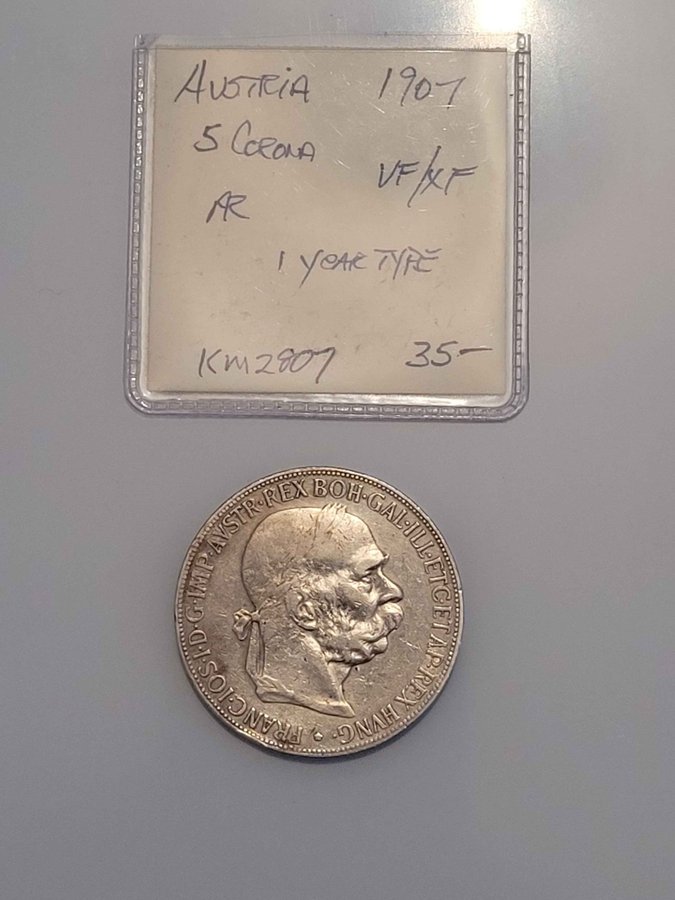 AUSTRIA 1907
5 CORONA
VF/XF
AR
1 YEAR TYPE
KM2807 35-
FRANC·IOS·I·D·G·IMP·AVSTR·REX BOH·GAL·ILL·ETC·ET AP·REX HVNG·